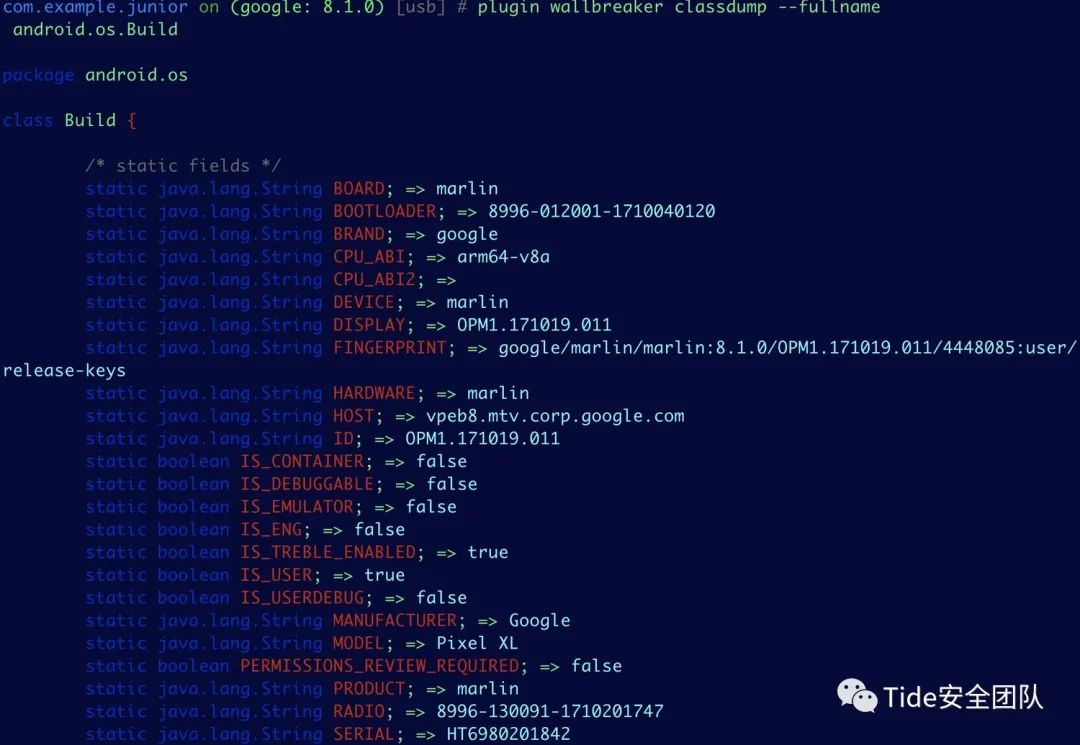 com.example.junior on (google: 8.1.0) [usb] # plugin wallbreaker classdump --fullname
android.os.Build
package android.os
class Build {
/* static fields */
static java.lang.String BOARD; => marlin
static java.lang.String BOOTLOADER; => 8996-012001-1710040120
static java.lang.String BRAND; => google
static java.lang.String CPU_ABI; => arm64-v8a
static java.lang.String CPU_ABI2; =>
static java.lang.String DEVICE; => marlin
static java.lang.String DISPLAY; => OPM1.171019.011
static java.lang.String FINGERPRINT; => google/marlin/marlin:8.1.0/OPM1.171019.011/4448085:user/
release-keys
static java.lang.String HARDWARE; => marlin
static java.lang.String HOST; => vpeb8.mtv.corp.google.com
static java.lang.String ID; => OPM1.171019.011
static boolean IS_CONTAINER; => false
static boolean IS_DEBUGGABLE; => false
static boolean IS_EMULATOR; => false
static boolean IS_ENG; => false
static boolean IS_TREBLE_ENABLED; => true
static boolean IS_USER; => true
static boolean IS_USERDEBUG; => false
static java.lang.String MANUFACTURER; => Google
static java.lang.String MODEL; => Pixel XL
static boolean PERMISSIONS_REVIEW_REQUIRED; => false
static java.lang.String PRODUCT; => marlin
static java.lang.String RADIO; => 8996-130091-1710201747
static java.lang.String SERIAL; => HT6980201842
Tide安全团队